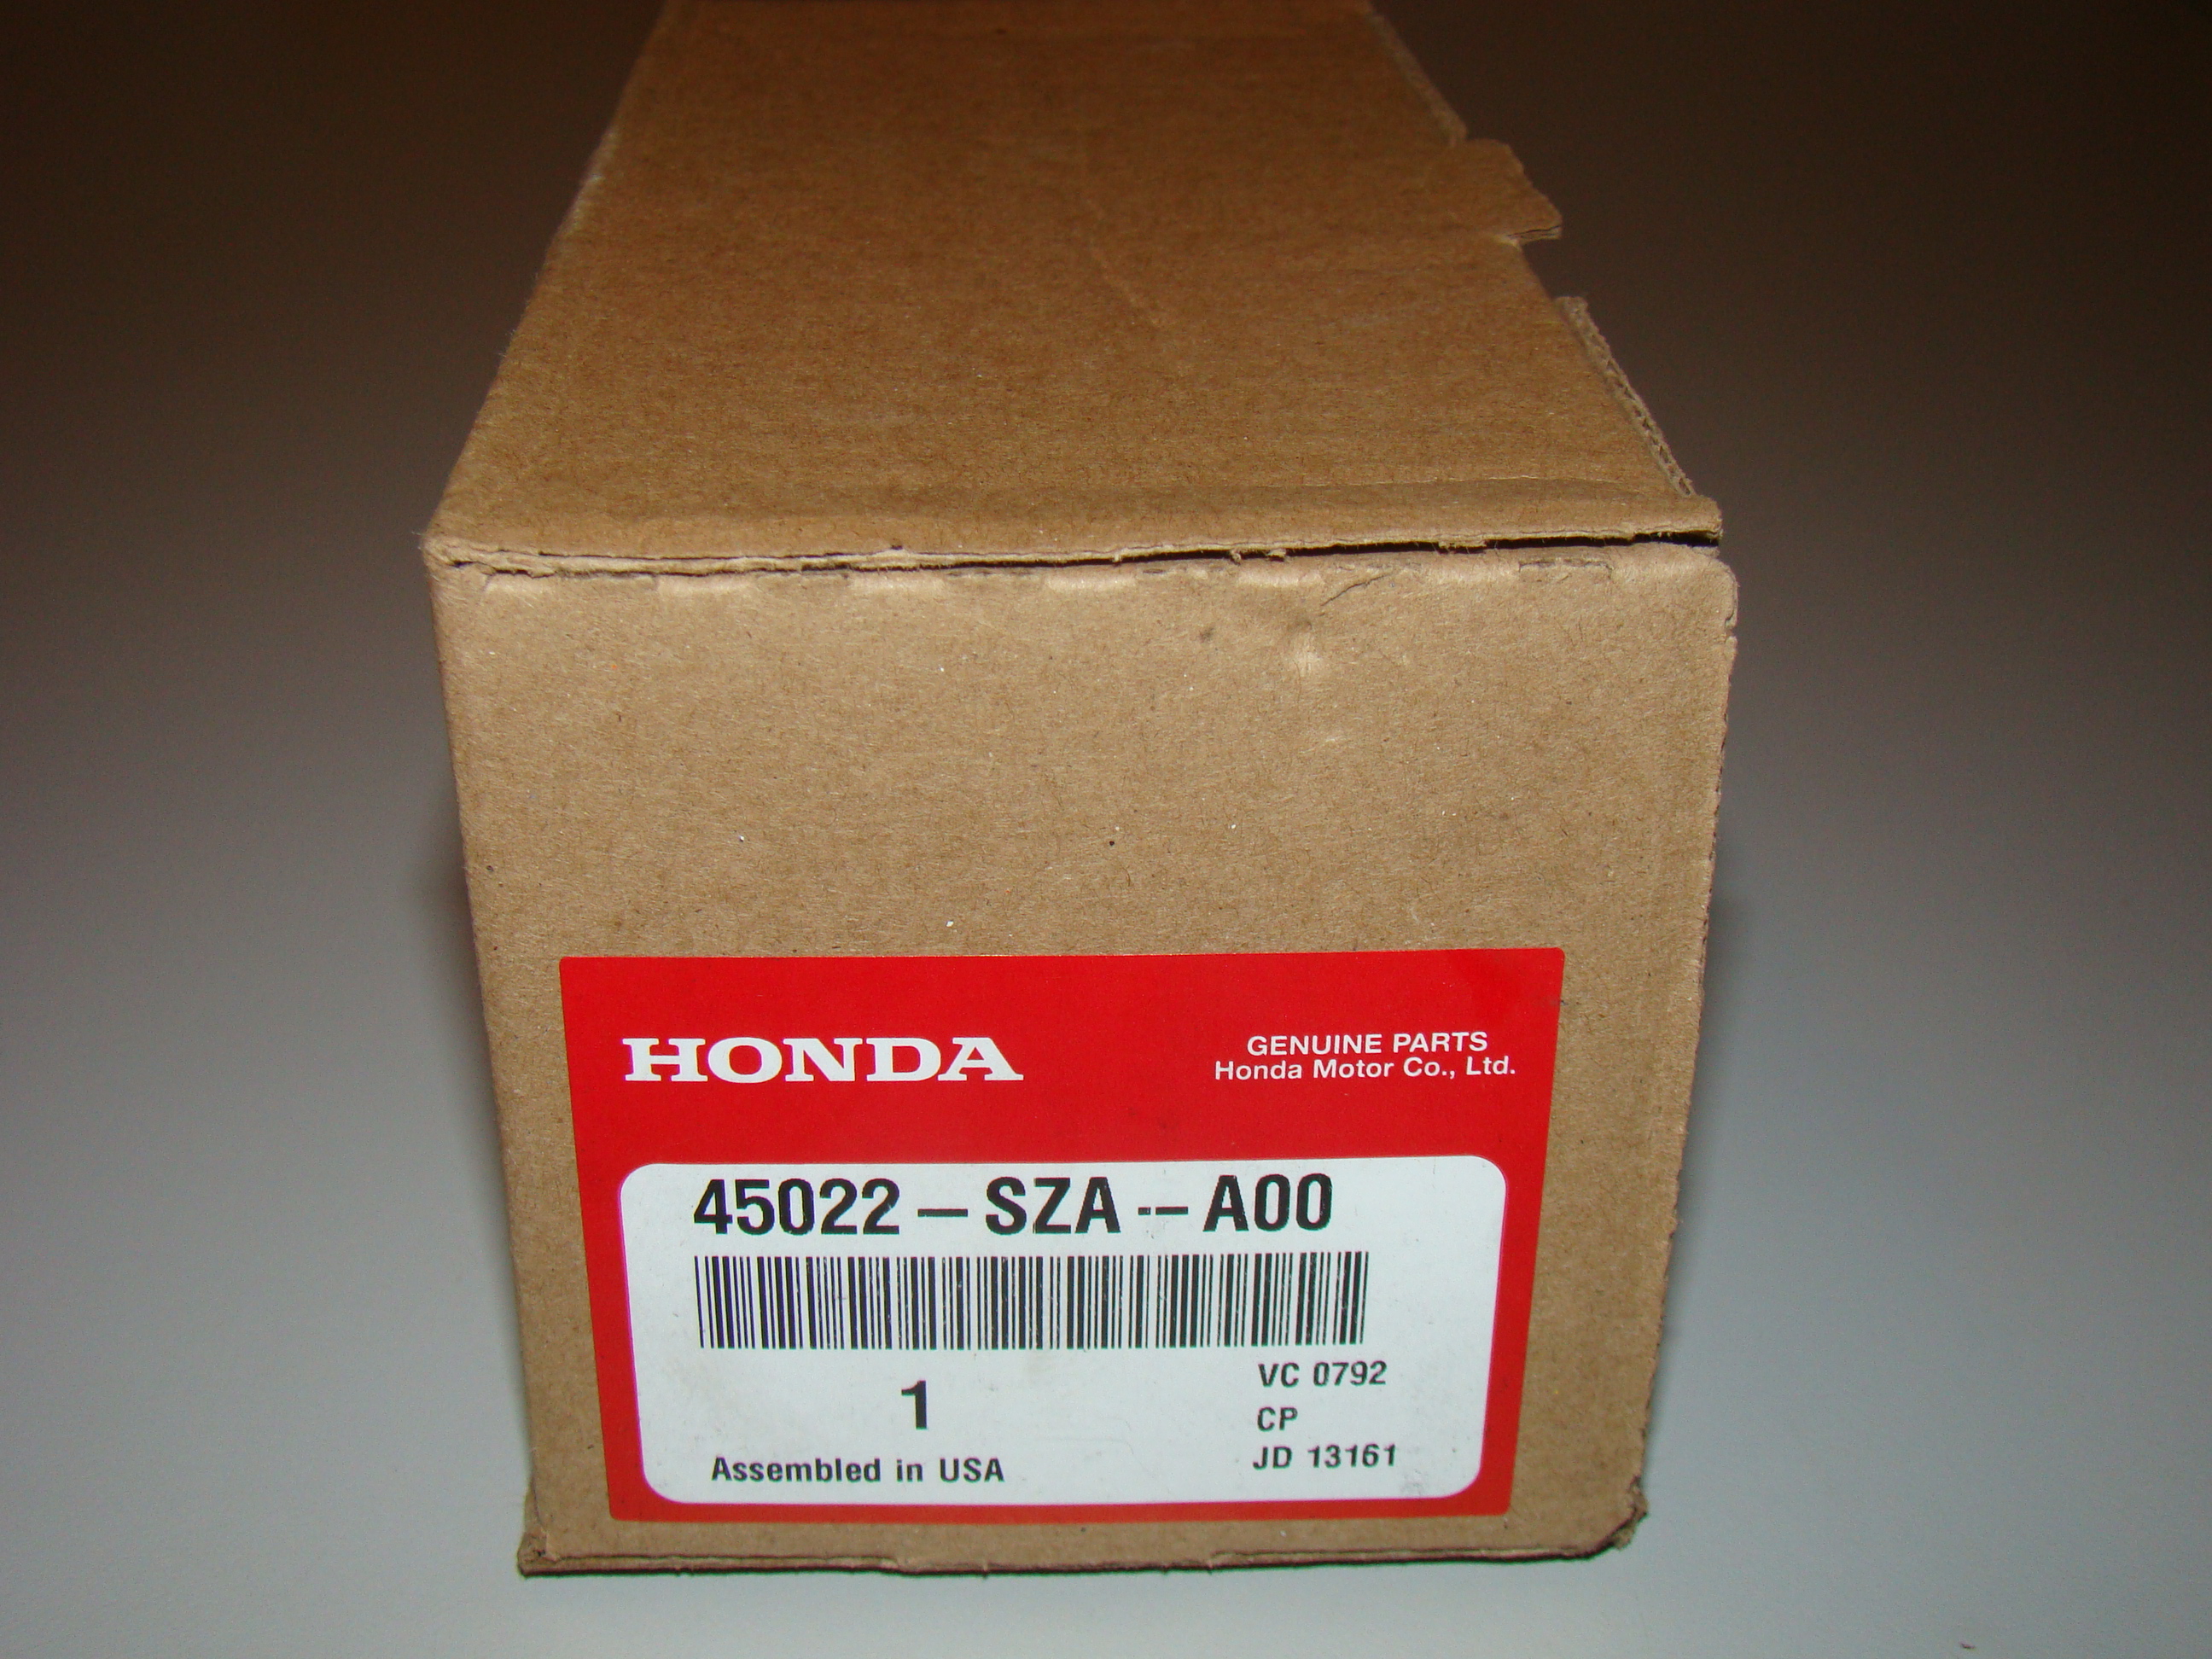 HONDA
GENUINE PARTS
Honda Motor Co., Ltd.
45022-SZA--A00
1
VC 0792
CP
Assembled in USA
JD 13161